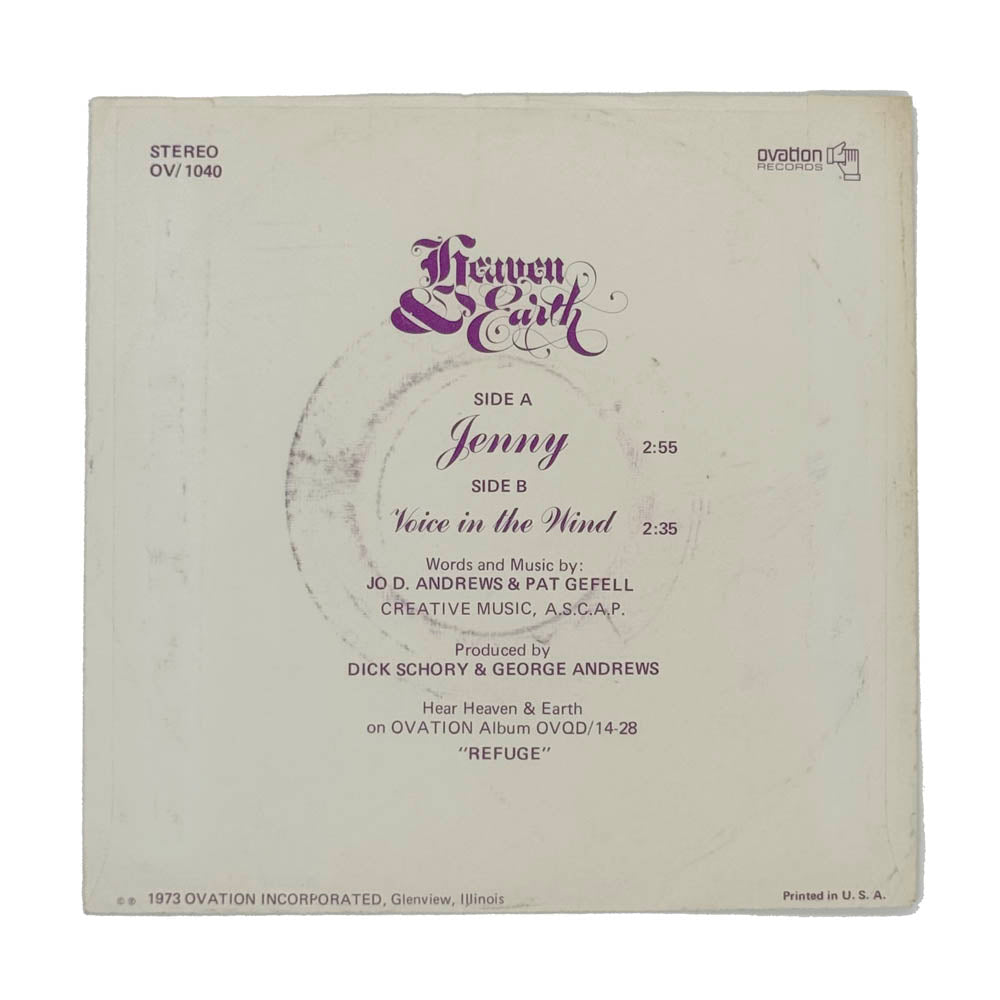 STEREO
OV/1040
ovation
RECORDS
Heaven
& Earth
SIDE A
Jenny 2:55
SIDE B
Voice in the Wind 2:35
Words and Music by:
JO D. ANDREWS & PAT GEFELL
CREATIVE MUSIC, A.S.C.A.P.
Produced by
DICK SCHORY & GEORGE ANDREWS
Hear Heaven & Earth
on OVATION Album OVQD/14-28
"REFUGE"
© ℗ 1973 OVATION INCORPORATED, Glenview, Illinois
Printed in U. S. A.